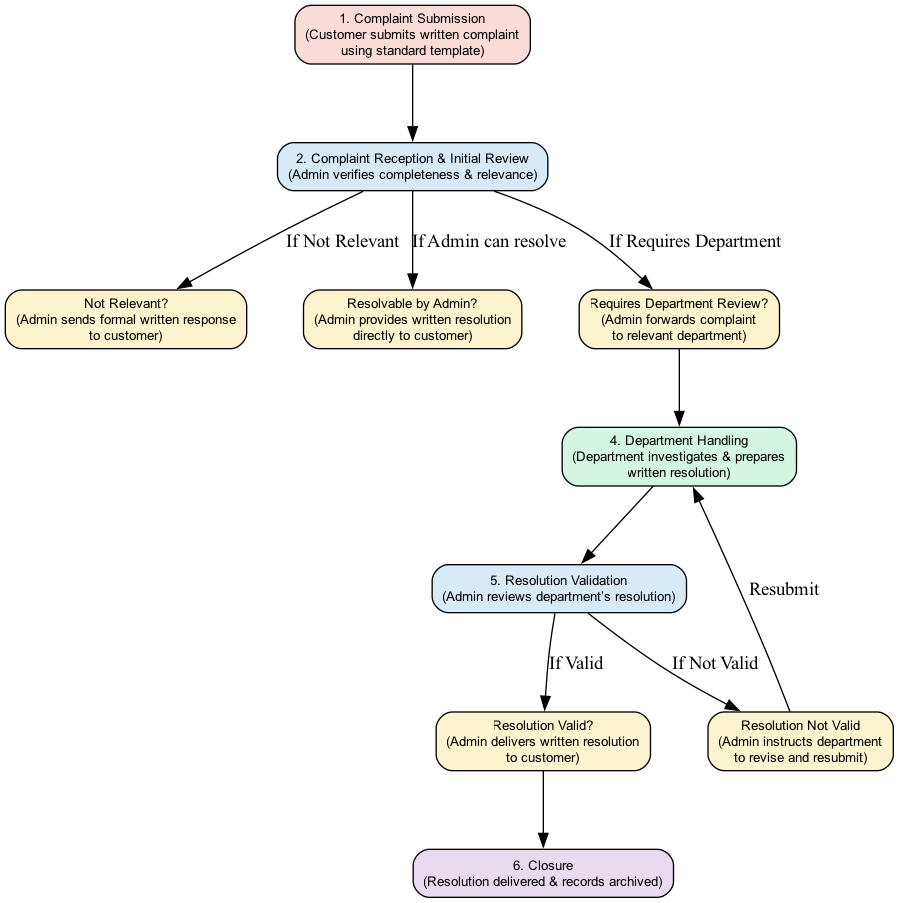 1. Complaint Submission
(Customer submits written complaint
using standard template)
2. Complaint Reception & Initial Review
(Admin verifies completeness & relevance)
If Not Relevant
If Admin can resolve
If Requires Department
Not Relevant?
(Admin sends formal written response
to customer)
Resolvable by Admin?
(Admin provides written resolution
directly to customer)
Requires Department Review?
(Admin forwards complaint
to relevant department)
4. Department Handling
(Department investigates & prepares
written resolution)
5. Resolution Validation
(Admin reviews department's resolution)
Resubmit
If Valid
If Not Valid
Resolution Valid?
(Admin delivers written resolution
to customer)
Resolution Not Valid
(Admin instructs department
to revise and resubmit)
6. Closure
(Resolution delivered & records archived)